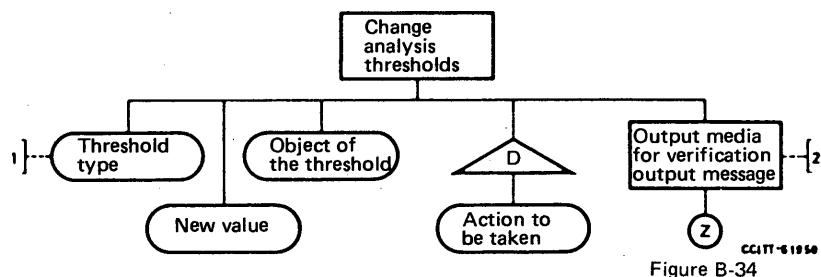 Change
analysis
thresholds
1
Threshold
type
New value
Object of
the threshold
D
Action to
be taken
Output media
for verification
output message
2
Z
CCITT-61950
Figure B-34